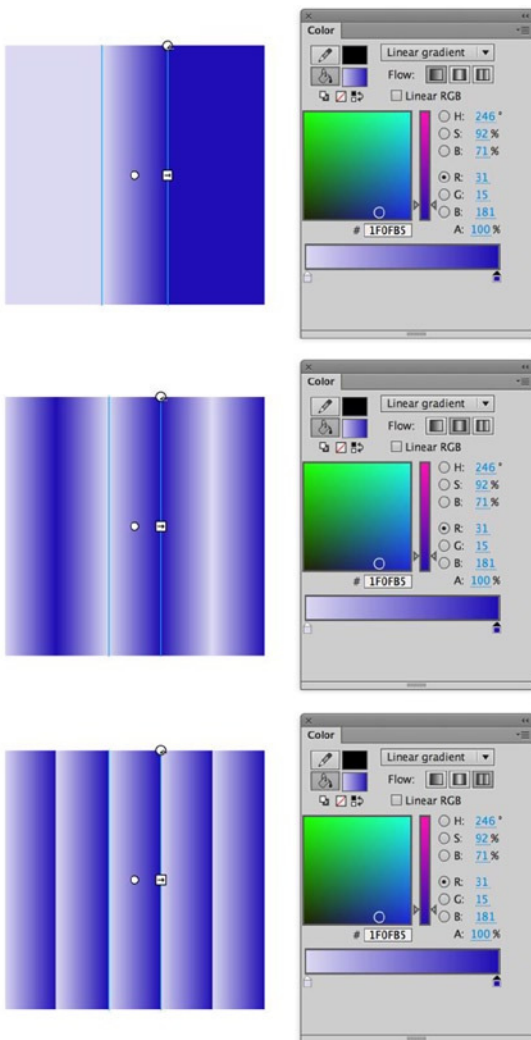 Color
Linear gradient
Flow:
Linear RGB
H: 246 °
S: 92 %
B: 71 %
R: 31
G: 15
B: 181
# 1F0FB5 A: 100 %
Color
Linear gradient
Flow:
Linear RGB
H: 246 °
S: 92 %
B: 71 %
R: 31
G: 15
B: 181
# 1F0FB5 A: 100 %
Color
Linear gradient
Flow:
Linear RGB
H: 246 °
S: 92 %
B: 71 %
R: 31
G: 15
B: 181
# 1F0FB5 A: 100 %